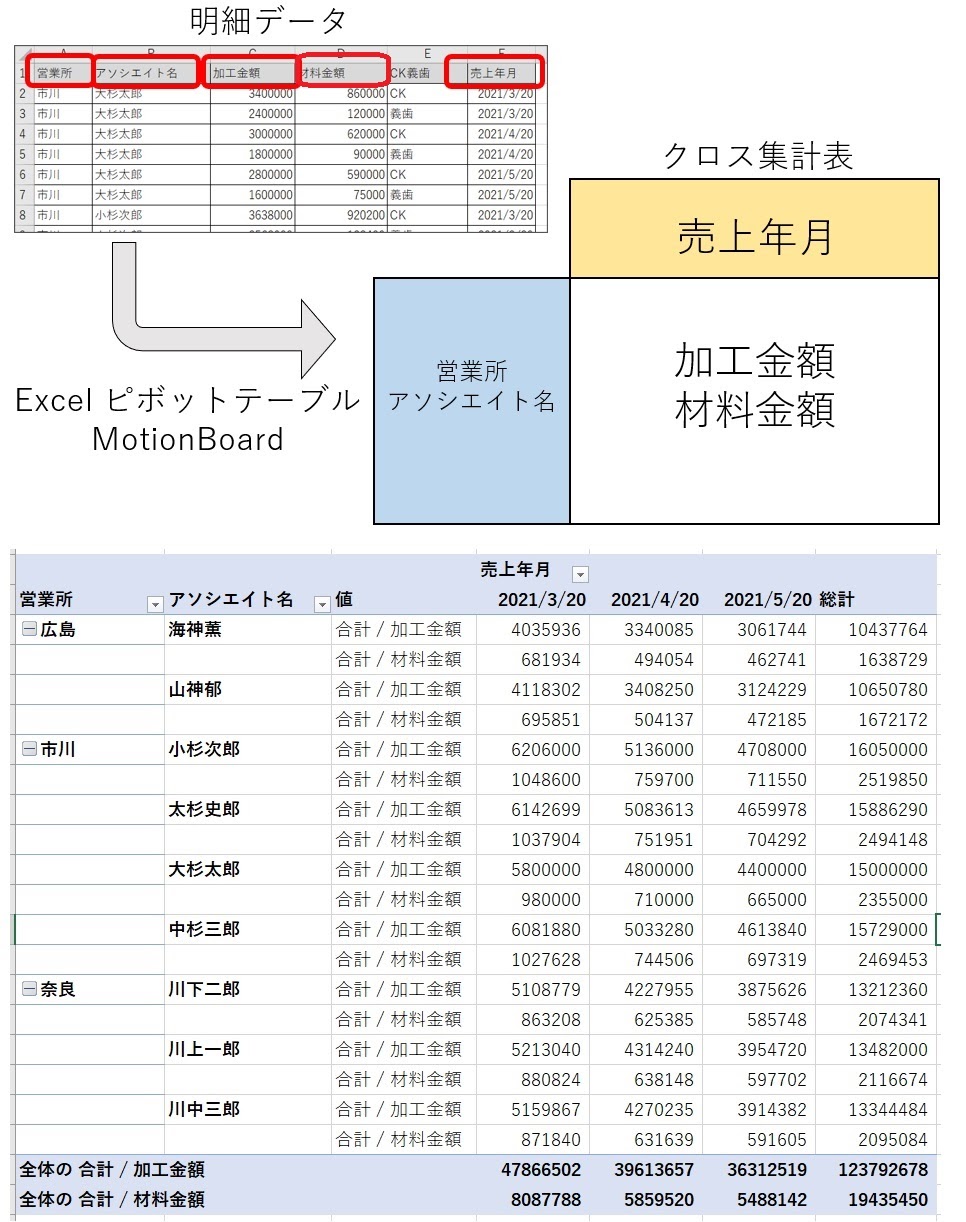 明細データ
A B C D E F
1 営業所 アソシエイト名 加工金額 材料金額 CK義歯 売上年月
2 市川 大杉太郎 3400000 860000 CK 2021/3/20
3 市川 大杉太郎 2400000 120000 義歯 2021/3/20
4 市川 大杉太郎 3000000 620000 CK 2021/4/20
5 市川 大杉太郎 1800000 90000 義歯 2021/4/20
6 市川 大杉太郎 2800000 590000 CK 2021/5/20
7 市川 大杉太郎 1600000 75000 義歯 2021/5/20
8 市川 小杉次郎 3638000 920200 CK 2021/3/20
クロス集計表
売上年月
営業所
アソシエイト名
加工金額
材料金額
Excel ピボットテーブル
MotionBoard
売上年月
営業所 アソシエイト名 値 2021/3/20 2021/4/20 2021/5/20 総計
広島 海神薫 合計 / 加工金額 4035936 3340085 3061744 10437764
合計 / 材料金額 681934 494054 462741 1638729
山神郁 合計 / 加工金額 4118302 3408250 3124229 10650780
合計 / 材料金額 695851 504137 472185 1672172
市川 小杉次郎 合計 / 加工金額 6206000 5136000 4708000 16050000
合計 / 材料金額 1048600 759700 711550 2519850
太杉史郎 合計 / 加工金額 6142699 5083613 4659978 15886290
合計 / 材料金額 1037904 751951 704292 2494148
大杉太郎 合計 / 加工金額 5800000 4800000 4400000 15000000
合計 / 材料金額 980000 710000 665000 2355000
中杉三郎 合計 / 加工金額 6081880 5033280 4613840 15729000
合計 / 材料金額 1027628 744506 697319 2469453
奈良 川下二郎 合計 / 加工金額 5108779 4227955 3875626 13212360
合計 / 材料金額 863208 625385 585748 2074341
川上一郎 合計 / 加工金額 5213040 4314240 3954720 13482000
合計 / 材料金額 880824 638148 597702 2116674
川中三郎 合計 / 加工金額 5159867 4270235 3914382 13344484
合計 / 材料金額 871840 631639 591605 2095084
全体の 合計 / 加工金額 47866502 39613657 36312519 123792678
全体の 合計 / 材料金額 8087788 5859520 5488142 19435450